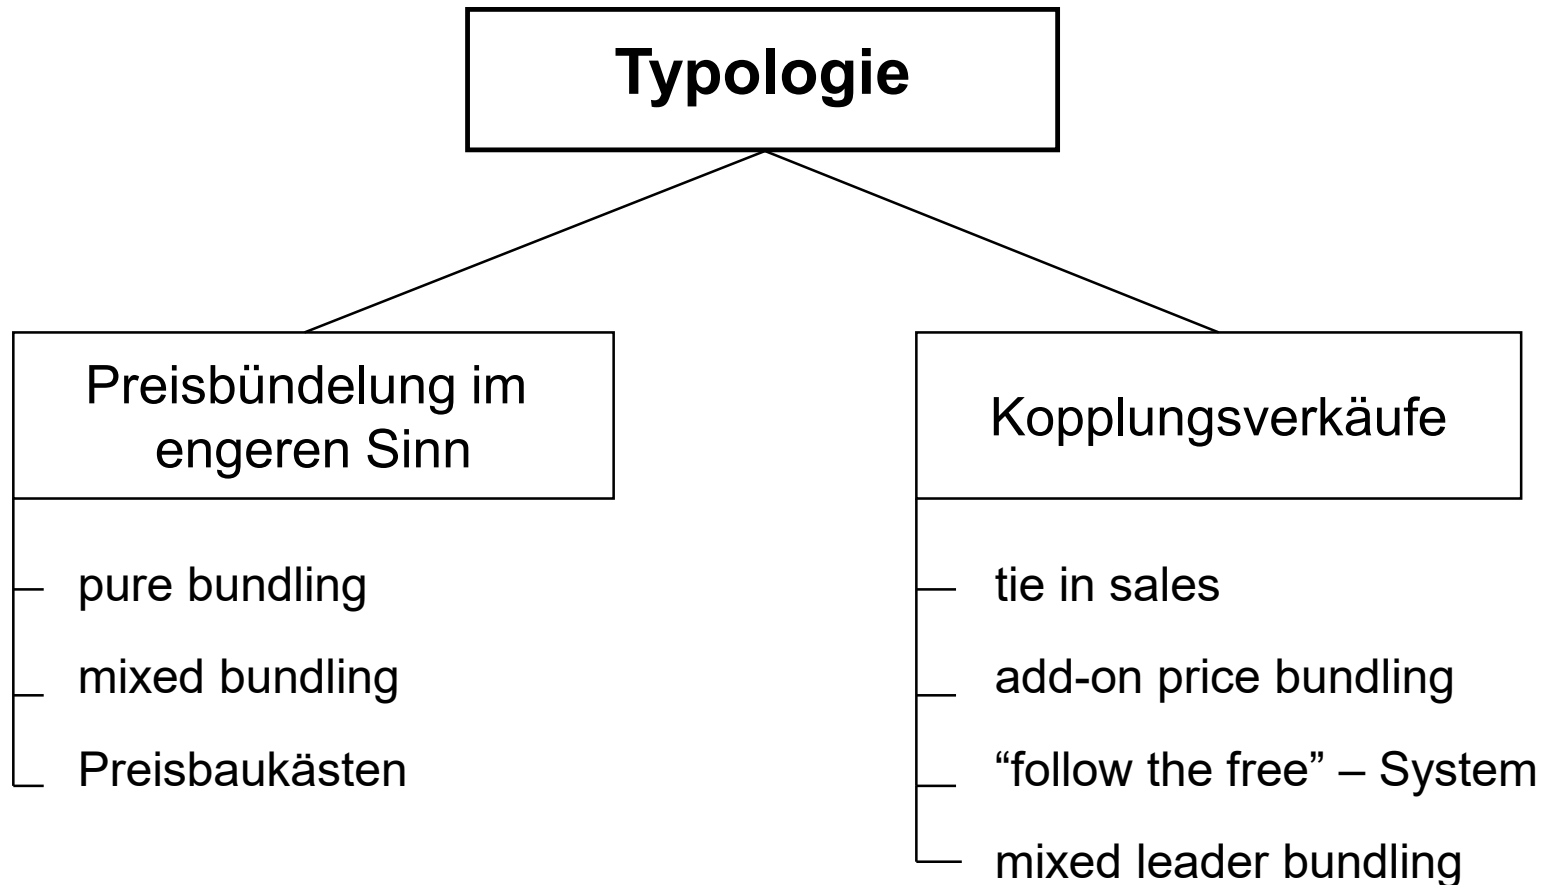 Typologie
Preisbündelung im
engeren Sinn
pure bundling
mixed bundling
Preisbaukästen
Kopplungsverkäufe
tie in sales
add-on price bundling
“follow the free” – System
mixed leader bundling